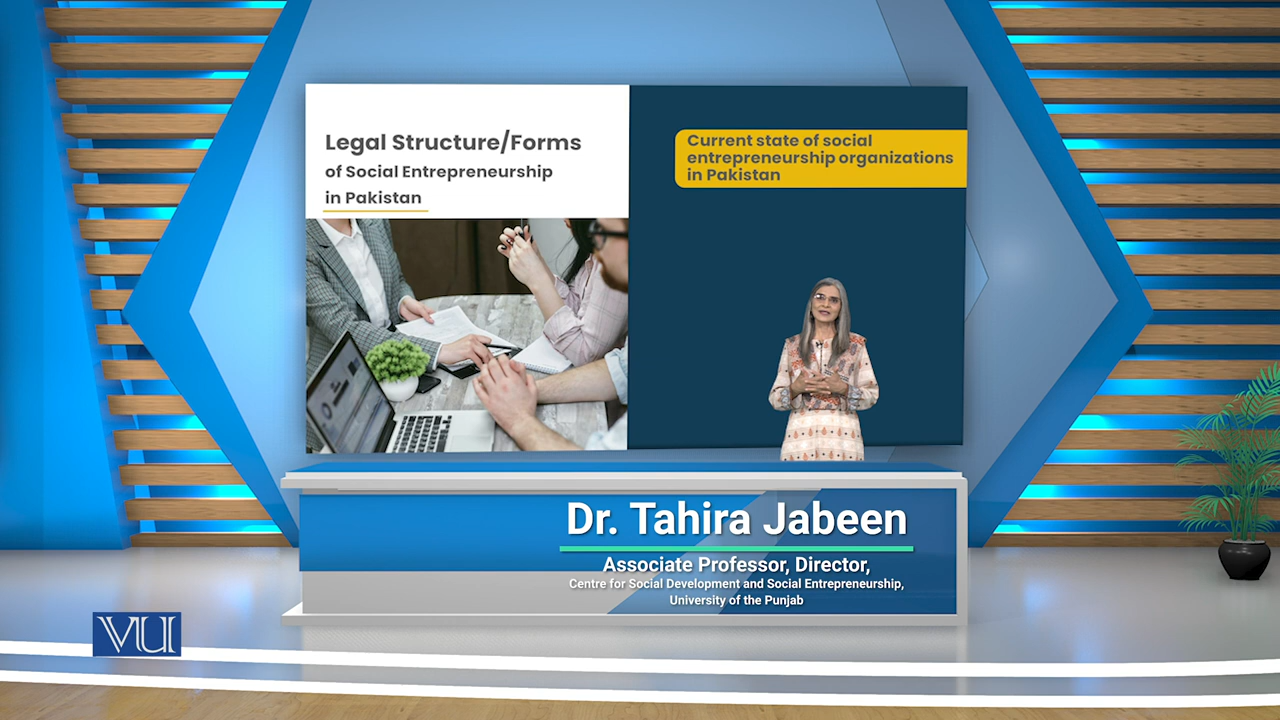 Legal Structure/Forms
of Social Entrepreneurship
in Pakistan
Current state of social
entrepreneurship organizations
in Pakistan
Dr. Tahira Jabeen
Associate Professor, Director,
Centre for Social Development and Social Entrepreneurship,
University of the Punjab
VU